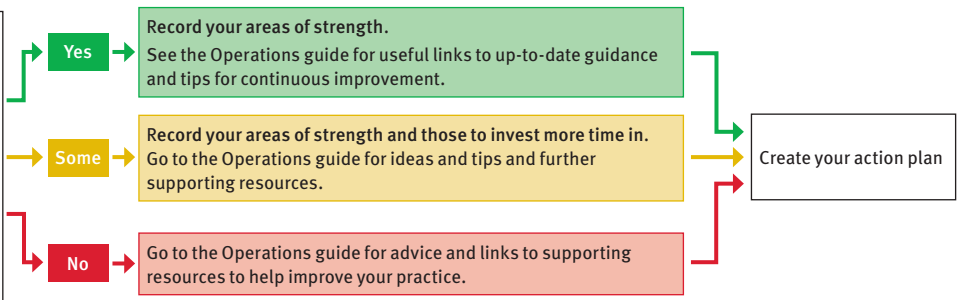 Yes
Record your areas of strength.
See the Operations guide for useful links to up-to-date guidance
and tips for continuous improvement.
Some
Record your areas of strength and those to invest more time in.
Go to the Operations guide for ideas and tips and further
supporting resources.
No
Go to the Operations guide for advice and links to supporting
resources to help improve your practice.
Create your action plan